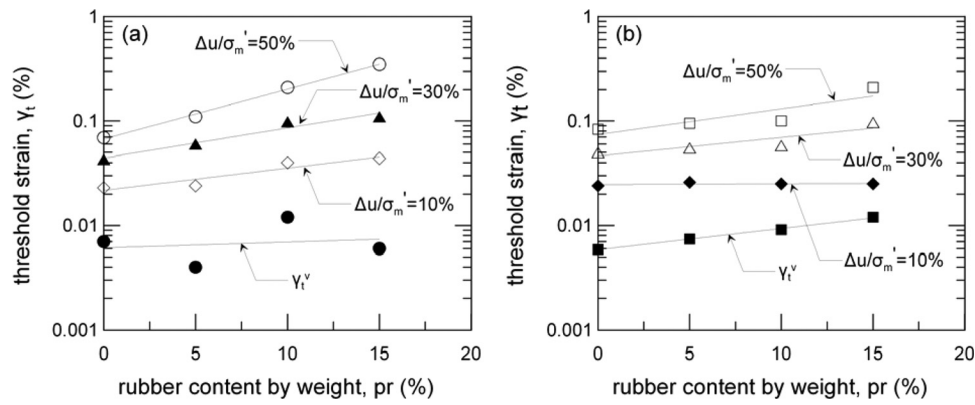 (a)
1
0.1
0.01
0.001
threshold strain, γt (%)
Δu/σm'=50%
Δu/σm'=30%
Δu/σm'=10%
γt^v
0 5 10 15 20
rubber content by weight, pr (%)
(b)
1
0.1
0.01
0.001
threshold strain, γt (%)
Δu/σm'=50%
Δu/σm'=30%
Δu/σm'=10%
γt^v
0 5 10 15 20
rubber content by weight, pr (%)